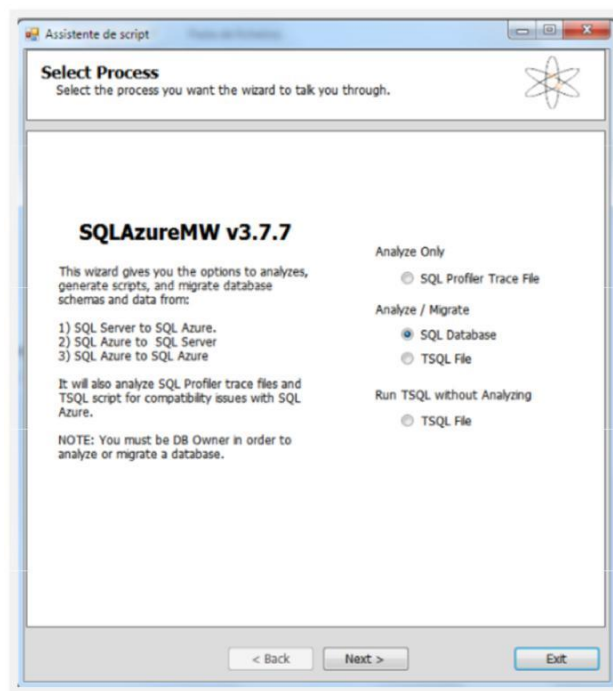 Assistente de script
Select Process
Select the process you want the wizard to talk you through.
SQLAzureMW v3.7.7
This wizard gives you the options to analyzes,
generate scripts, and migrate database
schemas and data from:
1) SQL Server to SQL Azure.
2) SQL Azure to SQL Server
3) SQL Azure to SQL Azure
It will also analyze SQL Profiler trace files and
TSQL script for compatibility issues with SQL
Azure.
NOTE: You must be DB Owner in order to
analyze or migrate a database.
Analyze Only
SQL Profiler Trace File
Analyze / Migrate
SQL Database
TSQL File
Run TSQL without Analyzing
TSQL File
< Back
Next >
Exit